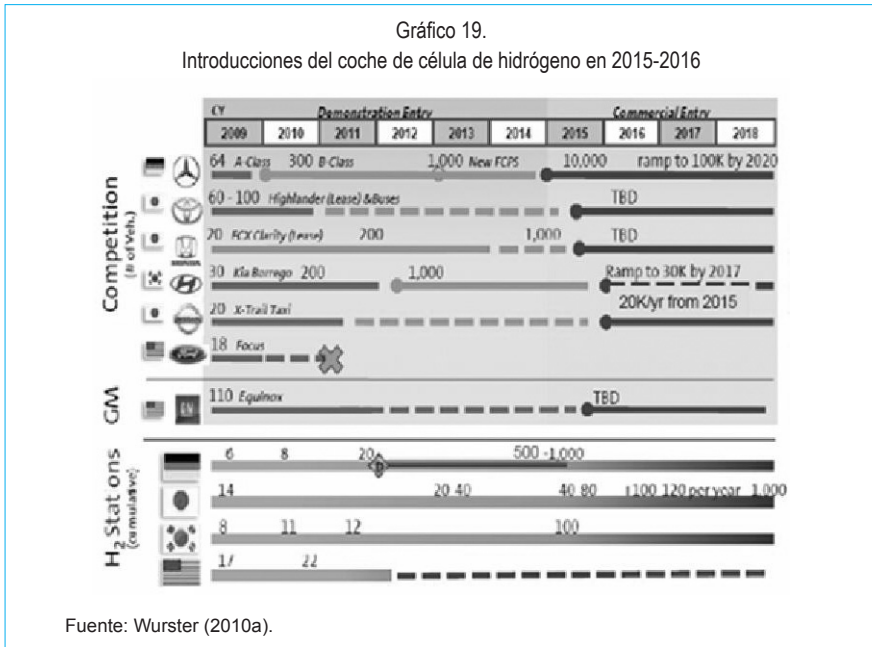 Gráfico 19.
Introducciones del coche de célula de hidrógeno en 2015-2016
CY Demonstration Entry Commercial Entry
2009 2010 2011 2012 2013 2014 2015 2016 2017 2018
Competition
(# of Veh.)
64 A-Class 300 B-Class 1,000 New FCPS 10,000 ramp to 100K by 2020
60 - 100 Highlander (Lease) & Buses TBD
20 FCX Clarity (Lease) 200 1,000 TBD
30 Kia Borrego 200 1,000 Ramp to 30K by 2017
20 X-Trail Taxi 20K/yr from 2015
18 Focus
GM
110 Equinox TBD
H2 Stations
(cumulative)
6 8 20 500 -1,000
14 20 40 40 80 100 120 per year 1,000
8 11 12 100
17 22
Fuente: Wurster (2010a).